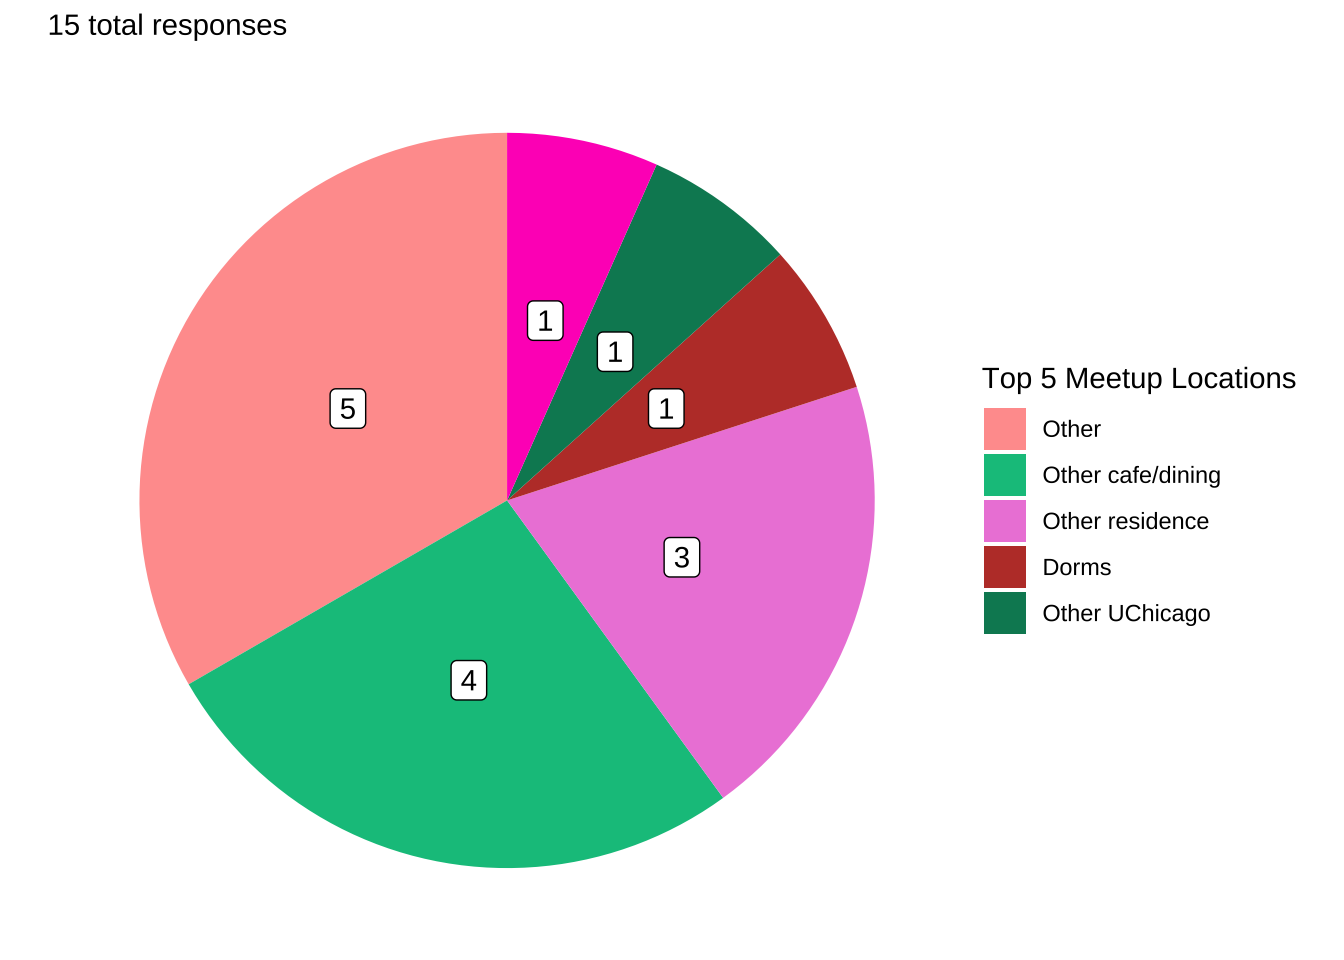 15 total responses
1
1
1
5
3
4
Top 5 Meetup Locations
Other
Other cafe/dining
Other residence
Dorms
Other UChicago